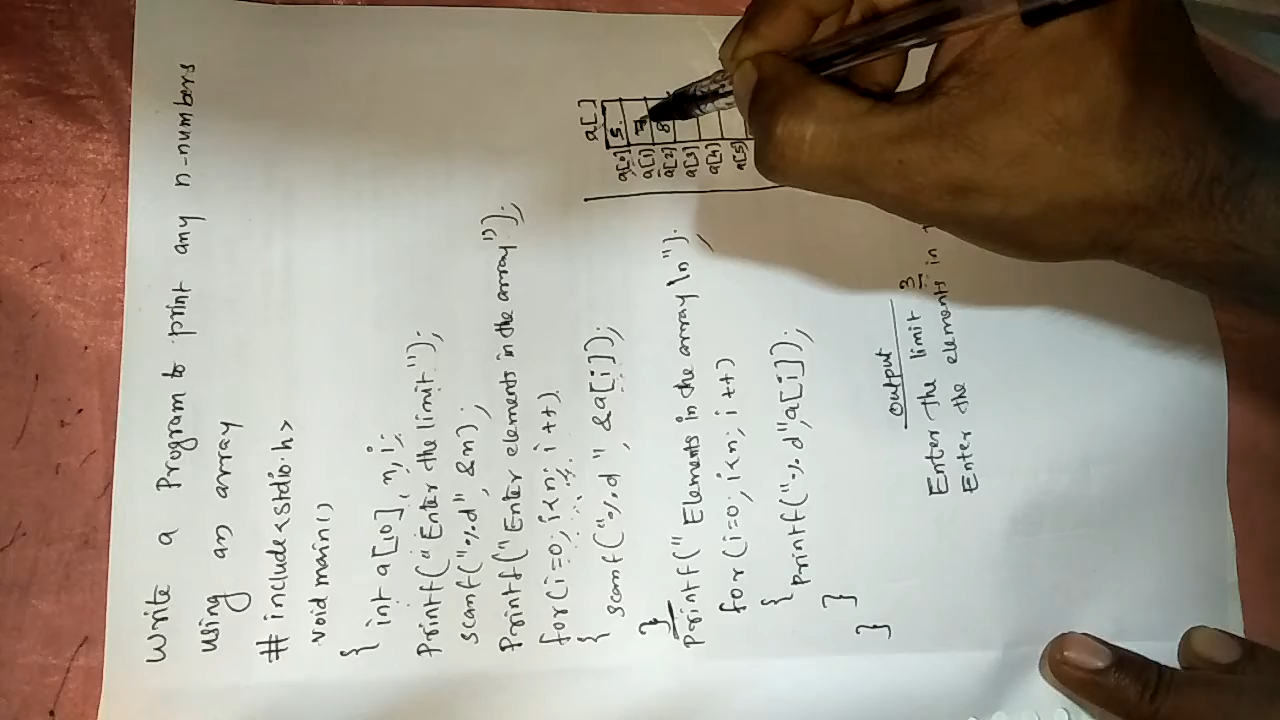 Write a Program to print any n-numbers
using an array
# include<stdio.h>
void main()
{ int a[10], n, i;
Printf("Enter the limit");
scanf("%d", &n);
Printf("Enter elements in the array");
for(i=0; i<n; i++)
{
scanf("%d", &a[i]);
}
Printf("Elements in the array\n");
for(i=0; i<n; i++)
{
Printf("%d",a[i]);
}
}
a[]
a[0] 5
a[1] 7
a[2] 8
a[3]
a[4]
a[5]
output
Enter the limit 3
Enter the elements in